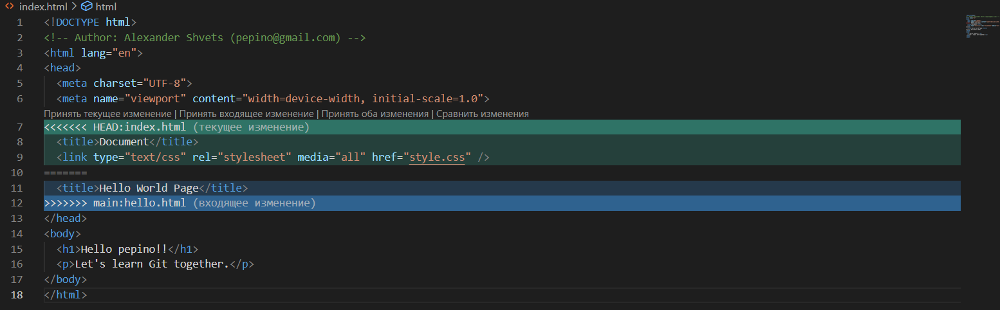 index.html > html
1 <!DOCTYPE html>
2 <!-- Author: Alexander Shvets (pepino@gmail.com) -->
3 <html lang="en">
4 <head>
5 <meta charset="UTF-8">
6 <meta name="viewport" content="width=device-width, initial-scale=1.0">
Принять текущее изменение | Принять входящее изменение | Принять оба изменения | Сравнить изменения
7 <<<<<<< HEAD:index.html (текущее изменение)
8 <title>Document</title>
9 <link type="text/css" rel="stylesheet" media="all" href="style.css" />
10 =======
11 <title>Hello World Page</title>
12 >>>>>>> main:hello.html (входящее изменение)
13 </head>
14 <body>
15 <h1>Hello pepino!!</h1>
16 <p>Let's learn Git together.</p>
17 </body>
18 </html>